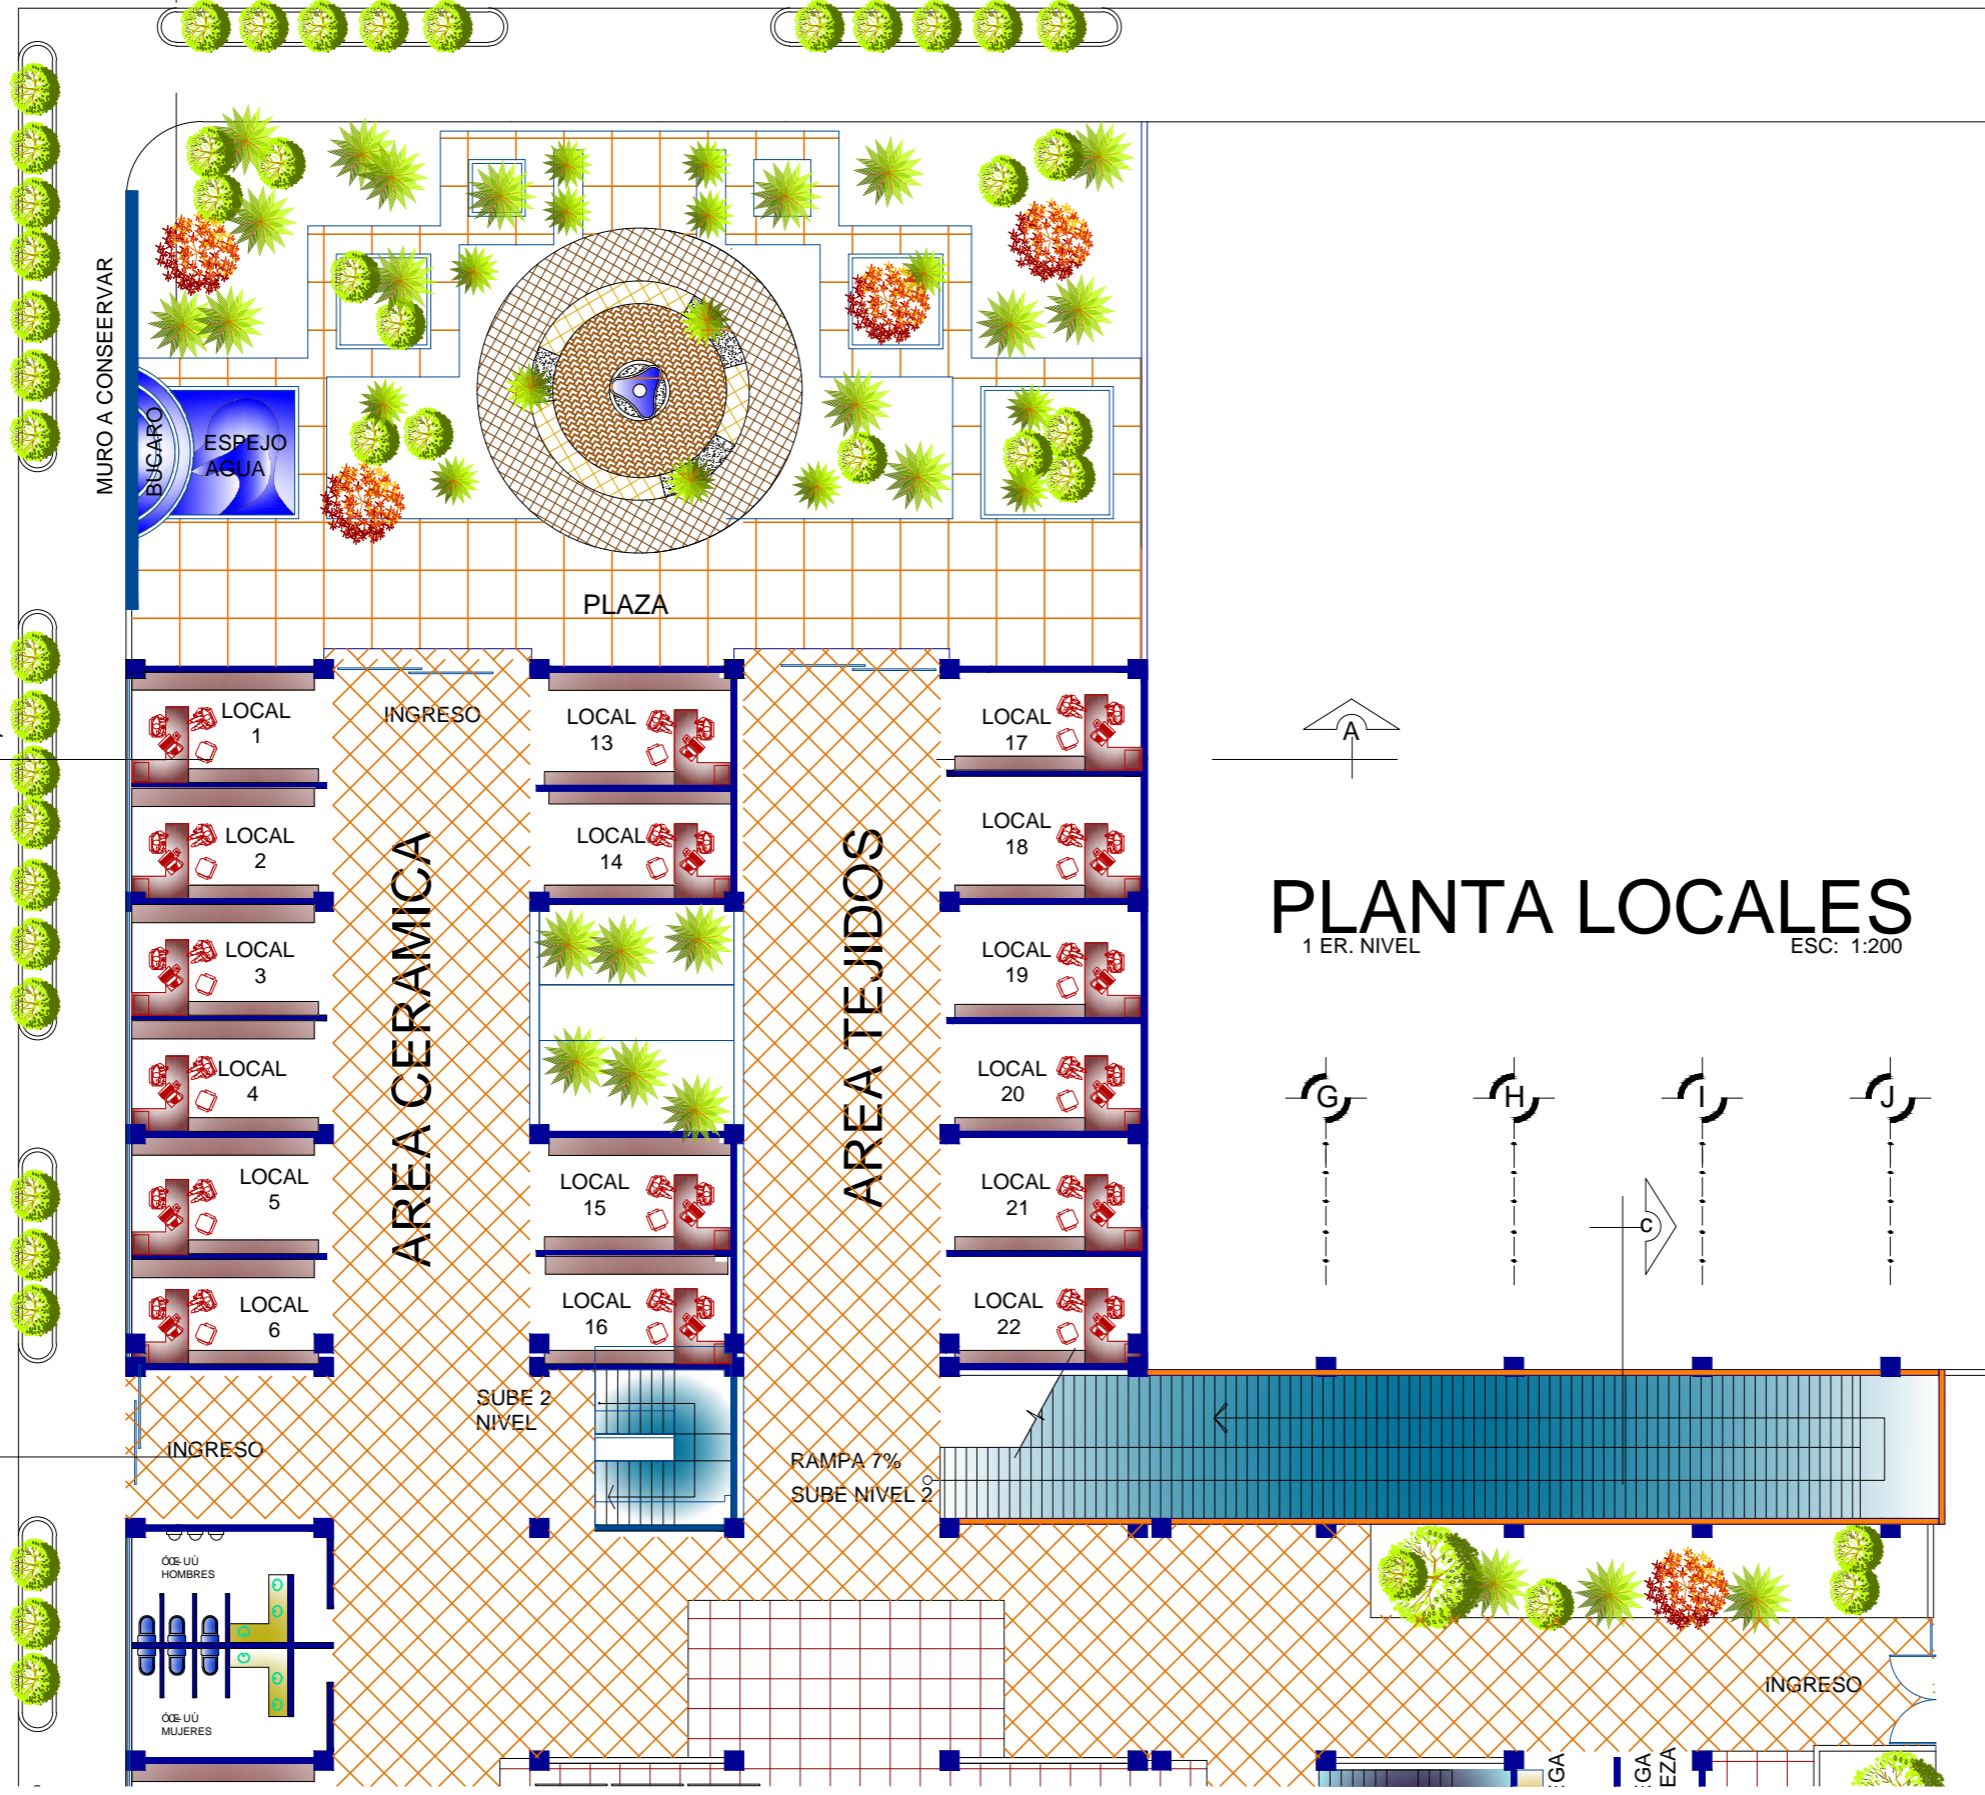 MURO A CONSEERVAR
BUCARO
ESPEJO
AGUA
PLAZA
INGRESO
LOCAL
1
LOCAL
2
LOCAL
3
LOCAL
4
LOCAL
5
LOCAL
6
AREA CERAMICA
LOCAL
13
LOCAL
14
LOCAL
15
LOCAL
16
AREA TEJIDOS
LOCAL
17
LOCAL
18
LOCAL
19
LOCAL
20
LOCAL
21
LOCAL
22
A
PLANTA LOCALES
1 ER. NIVEL
ESC: 1:200
G
H
I
J
C
SUBE 2
NIVEL
INGRESO
RAMPA 7%
SUBE NIVEL 2
HOMBRES
MUJERES
INGRESO
GA
GA
EZA